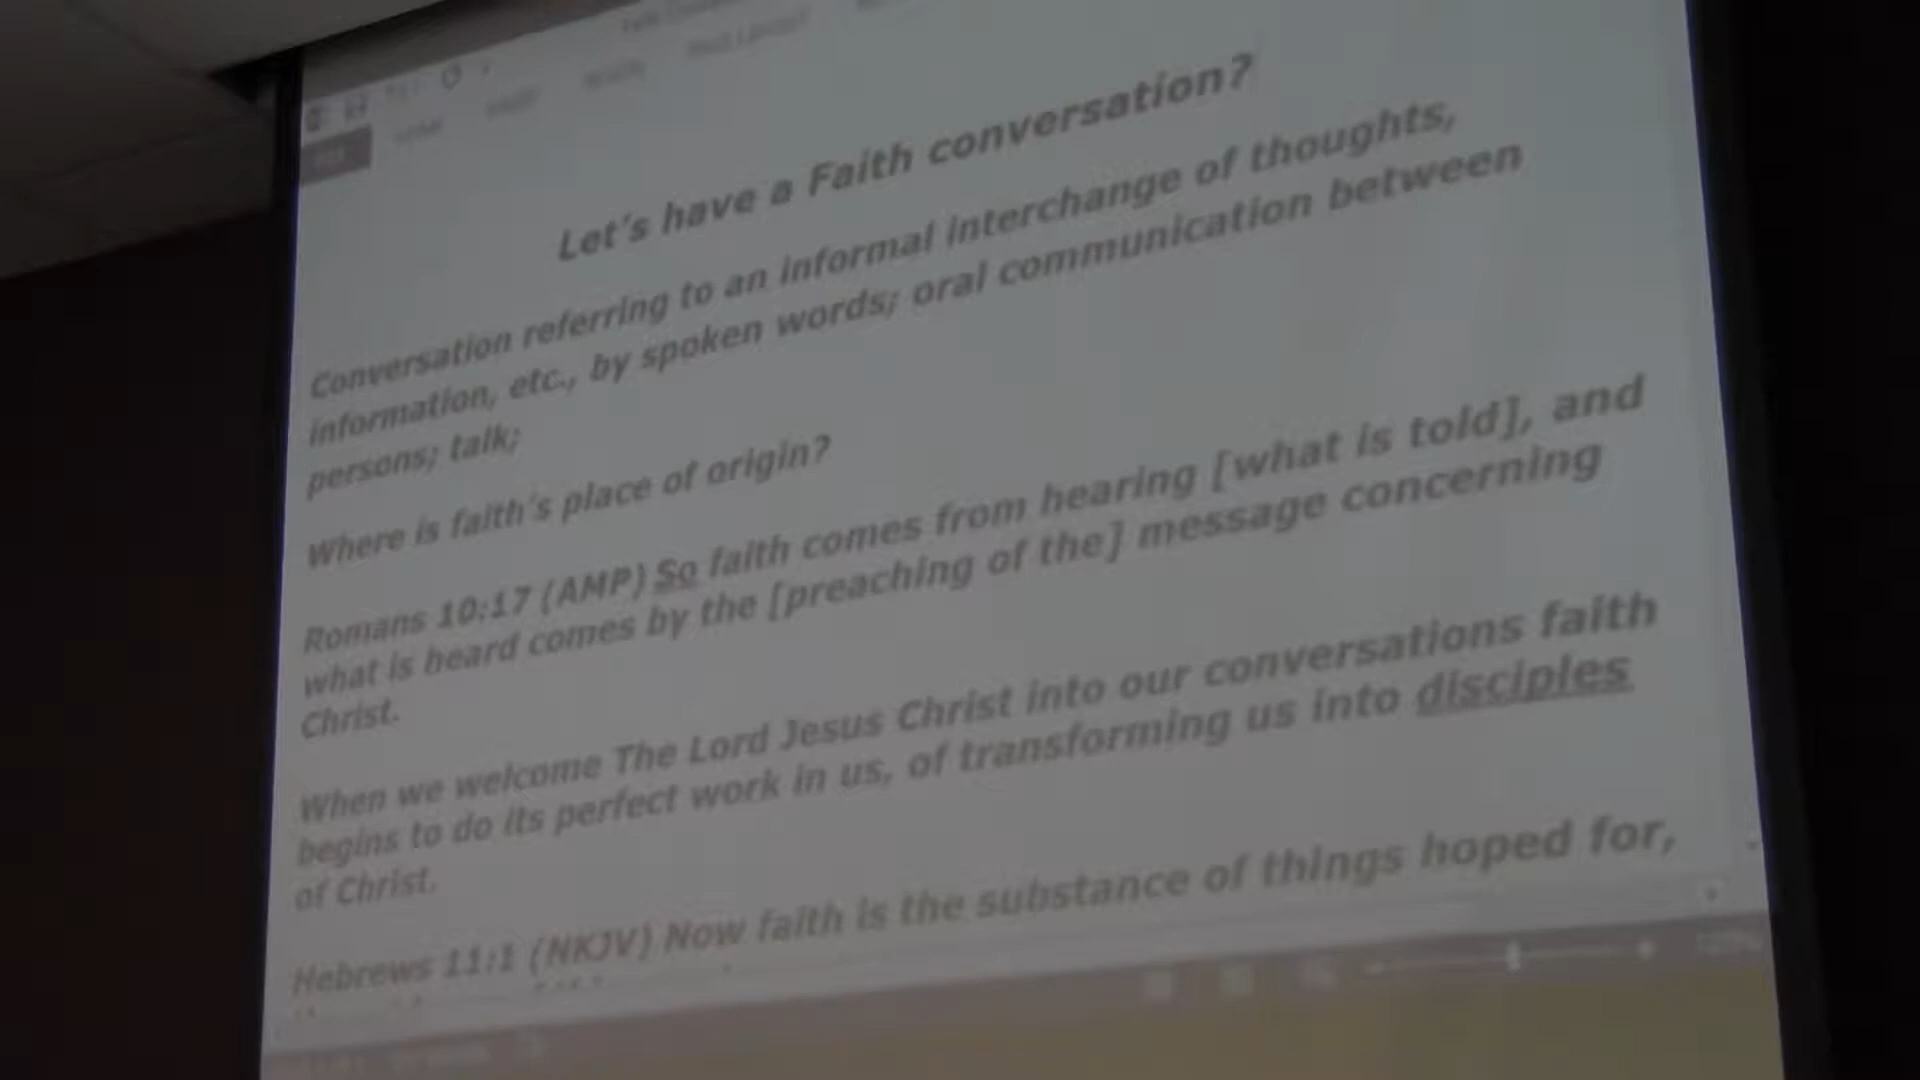 Let's have a Faith conversation?
Conversation referring to an informal interchange of thoughts,
information, etc., by spoken words; oral communication between
persons; talk;
Where is faith's place of origin?
Romans 10:17 (AMP) So faith comes from hearing [what is told], and
what is heard comes by the [preaching of the] message concerning
Christ.
When we welcome The Lord Jesus Christ into our conversations faith
begins to do its perfect work in us, of transforming us into disciples
of Christ.
Hebrews 11:1 (NKJV) Now faith is the substance of things hoped for,